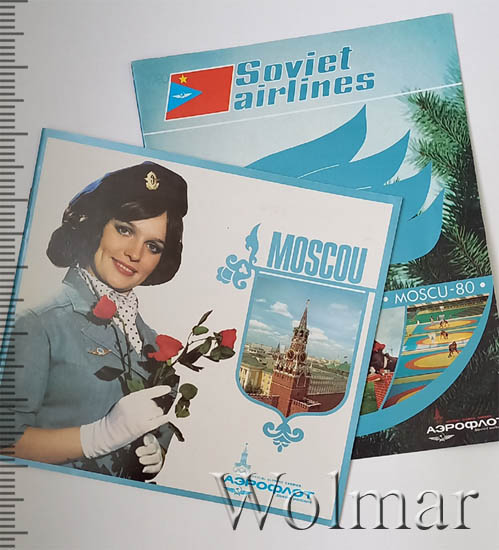 Soviet
airlines
MOSCOU
• MOSCU-80 •
АЭРОФЛОТ
АЭРОФЛОТ
Wolmar